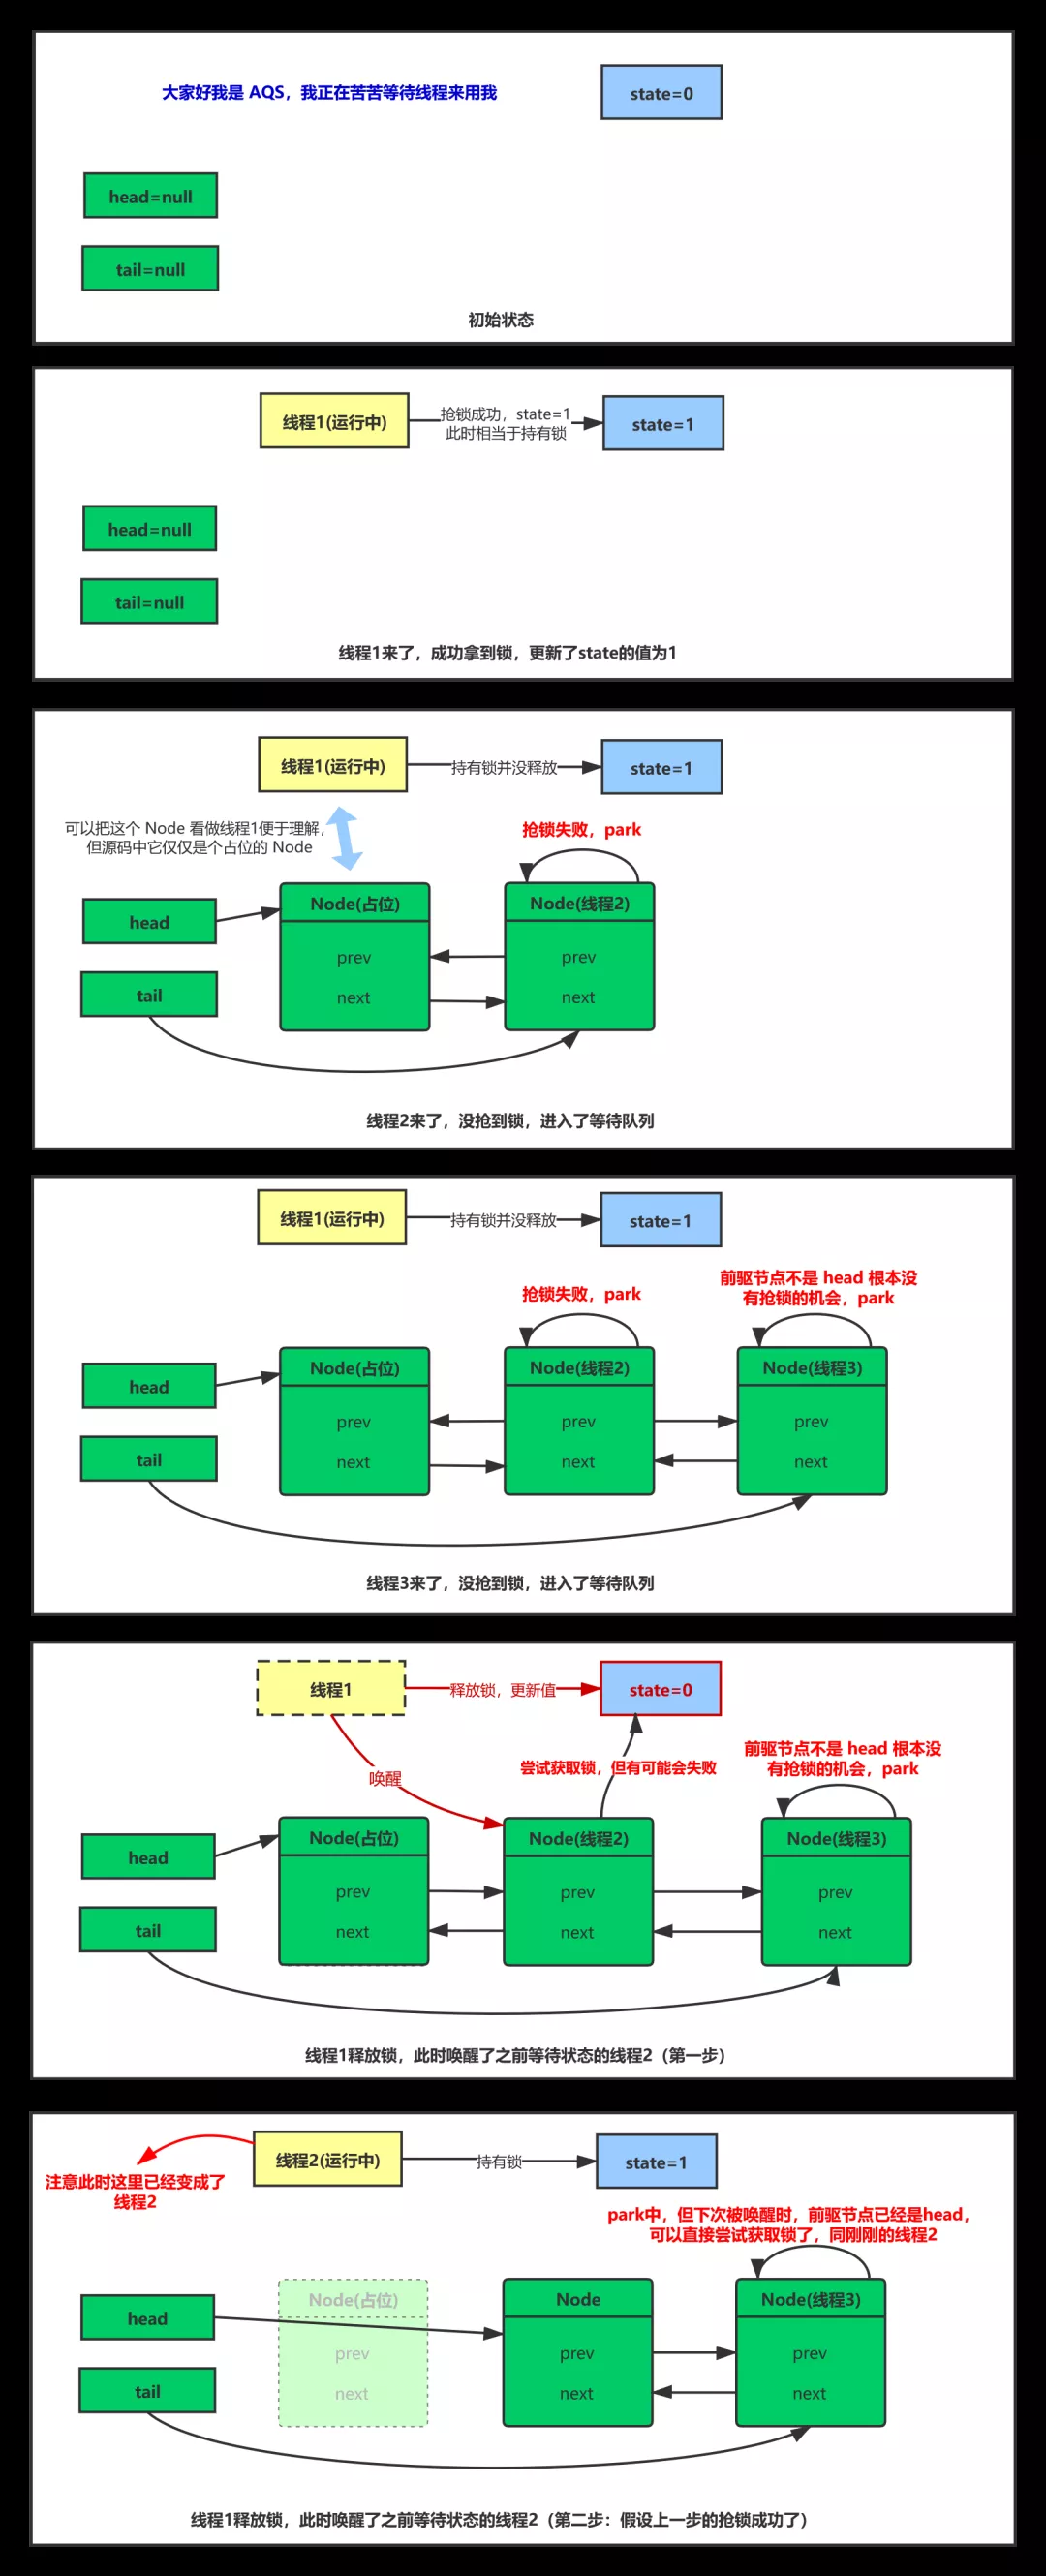 大家好我是 AQS，我正在苦苦等待线程来用我
state=0
head=null
tail=null
初始状态
线程1(运行中)
抢锁成功，state=1
此时相当于持有锁
state=1
head=null
tail=null
线程1来了，成功拿到锁，更新了state的值为1
线程1(运行中)
持有锁并没释放
state=1
可以把这个 Node 看做线程1便于理解，
但源码中它仅仅是个占位的 Node
抢锁失败，park
head
tail
Node(占位)
prev
next
Node(线程2)
prev
next
线程2来了，没抢到锁，进入了等待队列
线程1(运行中)
持有锁并没释放
state=1
抢锁失败，park
前驱节点不是 head 根本没
有抢锁的机会，park
head
tail
Node(占位)
prev
next
Node(线程2)
prev
next
Node(线程3)
prev
next
线程3来了，没抢到锁，进入了等待队列
线程1
释放锁，更新值
state=0
唤醒
尝试获取锁，但有可能会失败
前驱节点不是 head 根本没
有抢锁的机会，park
head
tail
Node(占位)
prev
next
Node(线程2)
prev
next
Node(线程3)
prev
next
线程1释放锁，此时唤醒了之前等待状态的线程2（第一步）
线程2(运行中)
持有锁
state=1
注意此时这里已经变成了
线程2
park中，但下次被唤醒时，前驱节点已经是head，
可以直接尝试获取锁了，同刚刚的线程2
head
tail
Node(占位)
prev
next
Node
prev
next
Node(线程3)
prev
next
线程1释放锁，此时唤醒了之前等待状态的线程2（第二步：假设上一步的抢锁成功了）